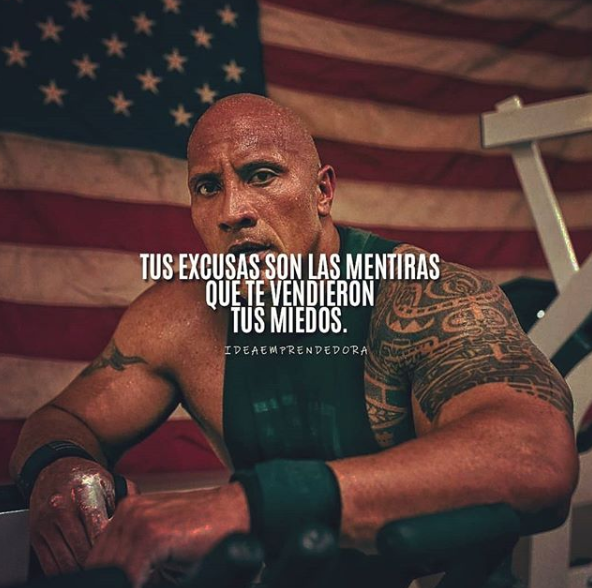 TUS EXCUSAS SON LAS MENTIRAS
QUE TE VENDIERON
TUS MIEDOS.
IDEAEMPRENDEDORA